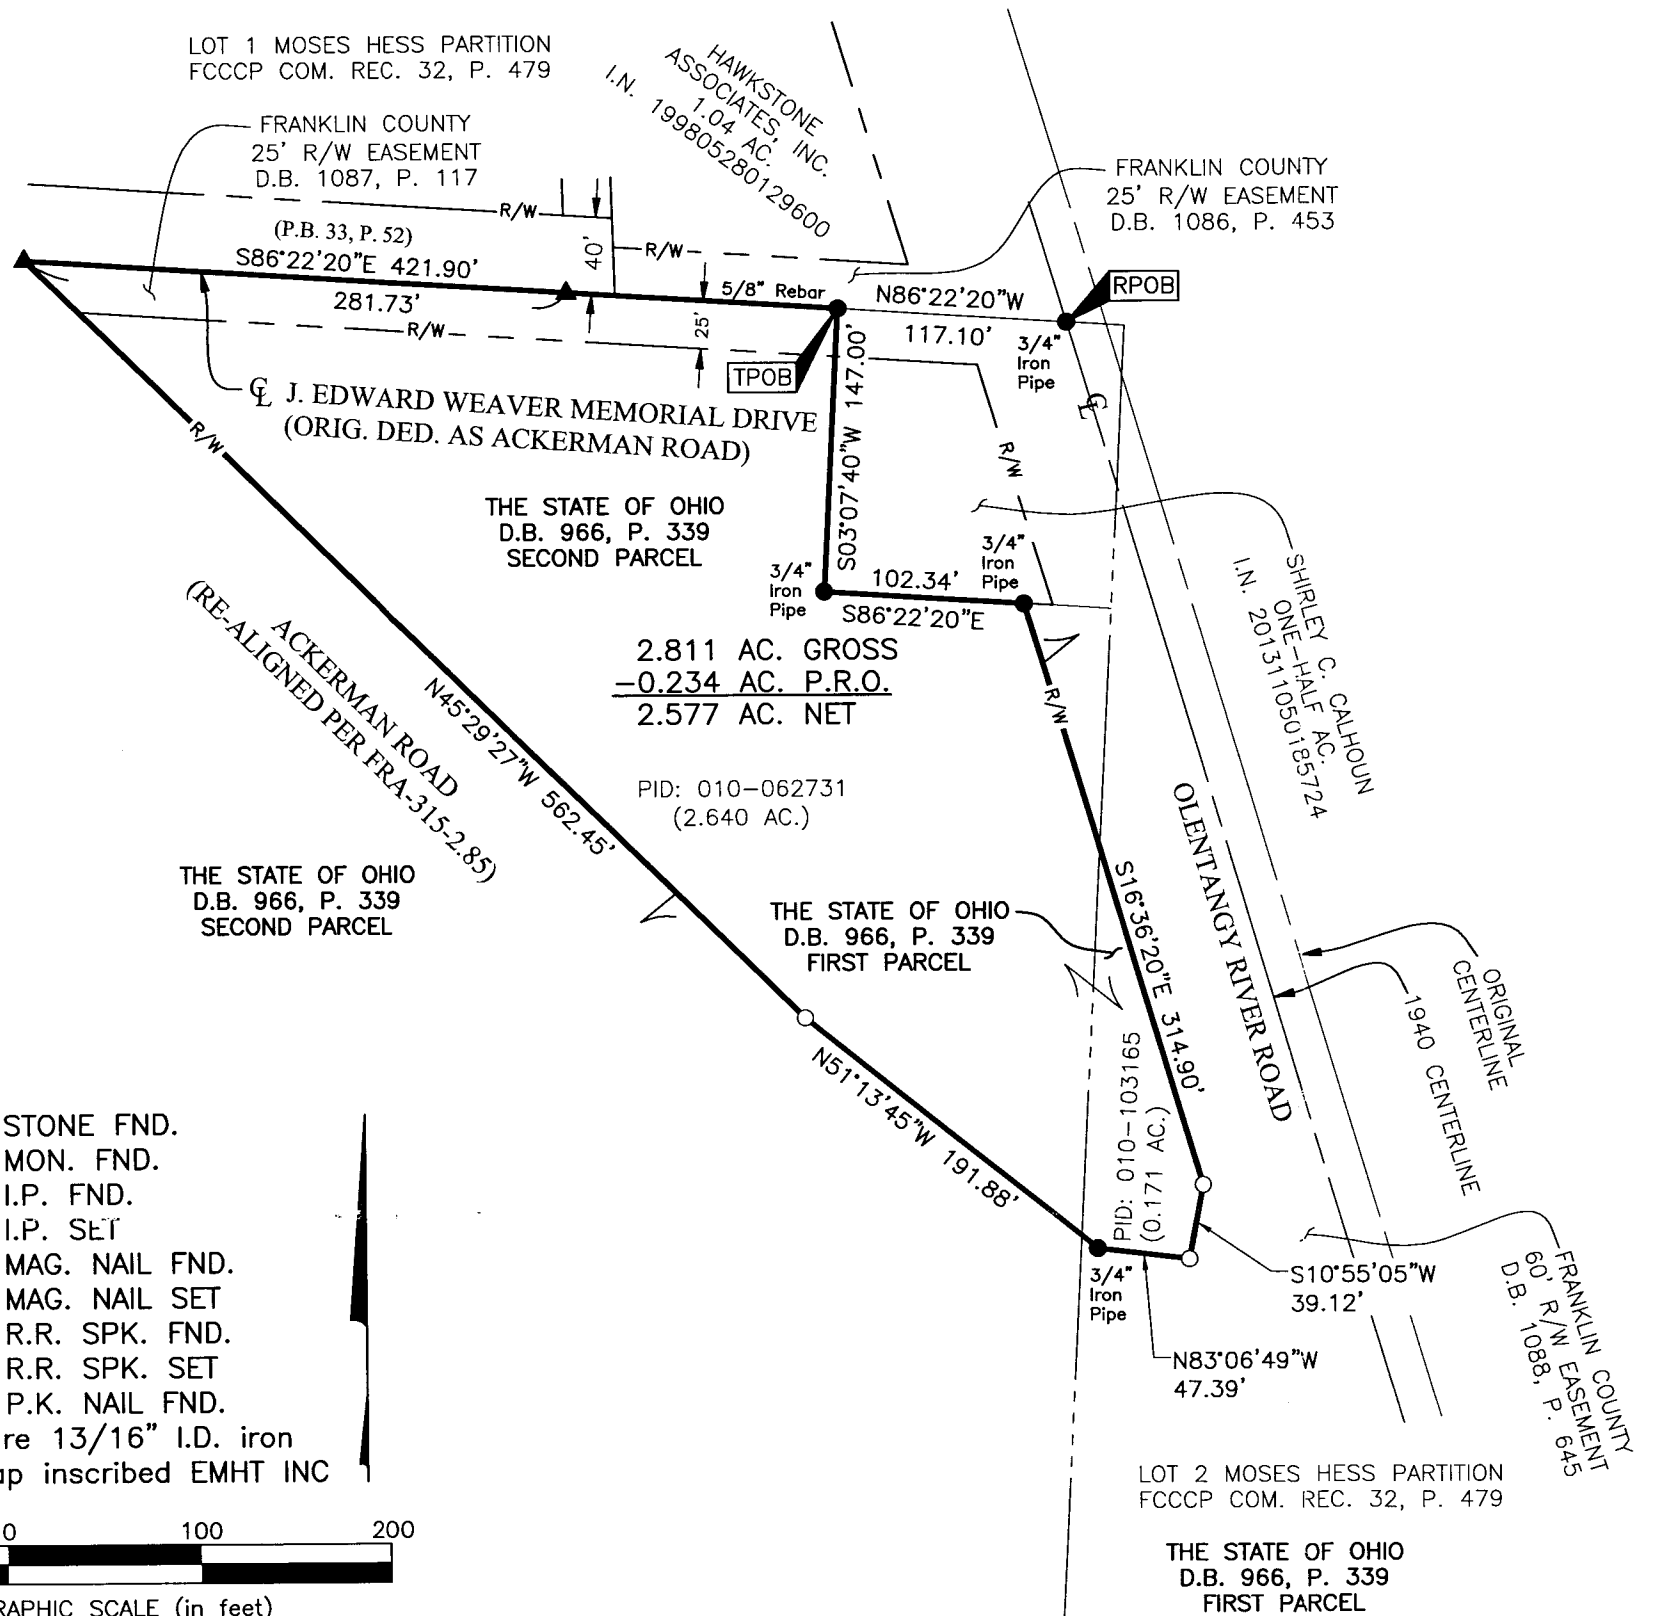 LOT 1 MOSES HESS PARTITION
FCCCP COM. REC. 32, P. 479
HAWKSTONE
ASSOCIATES, INC.
1.04 AC.
I.N. 199805280129600
FRANKLIN COUNTY
25' R/W EASEMENT
D.B. 1087, P. 117
FRANKLIN COUNTY
25' R/W EASEMENT
D.B. 1086, P. 453
R/W
(P.B. 33, P. 52)
S86°22'20"E 421.90'
281.73'
40'
R/W
R/W
25'
5/8" Rebar
N86°22'20"W
117.10'
RPOB
3/4"
Iron
Pipe
TPOB
℄
℄ J. EDWARD WEAVER MEMORIAL DRIVE
(ORIG. DED. AS ACKERMAN ROAD)
S03°07'40"W 147.00'
R/W
R/W
THE STATE OF OHIO
D.B. 966, P. 339
SECOND PARCEL
3/4"
Iron
Pipe
102.34'
S86°22'20"E
3/4"
Iron
Pipe
SHIRLEY C. CALHOUN
ONE-HALF AC.
I.N. 201311050185724
2.811 AC. GROSS
-0.234 AC. P.R.O.
2.577 AC. NET
R/W
ACKERMAN ROAD
(RE-ALIGNED PER FRA-315-2.85)
N45°29'27"W 562.45'
PID: 010-062731
(2.640 AC.)
THE STATE OF OHIO
D.B. 966, P. 339
SECOND PARCEL
THE STATE OF OHIO
D.B. 966, P. 339
FIRST PARCEL
S16°36'20"E 314.90'
OLENTANGY RIVER ROAD
ORIGINAL
CENTERLINE
1940 CENTERLINE
N51°13'45"W 191.88'
PID: 010-103165
(0.171 AC.)
3/4"
Iron
Pipe
S10°55'05"W
39.12'
N83°06'49"W
47.39'
FRANKLIN COUNTY
60' R/W EASEMENT
D.B. 1088, P. 645
STONE FND.
MON. FND.
I.P. FND.
I.P. SET
MAG. NAIL FND.
MAG. NAIL SET
R.R. SPK. FND.
R.R. SPK. SET
P.K. NAIL FND.
re 13/16" I.D. iron
ap inscribed EMHT INC
0 100 200
RAPHIC SCALE (in feet)
LOT 2 MOSES HESS PARTITION
FCCCP COM. REC. 32, P. 479
THE STATE OF OHIO
D.B. 966, P. 339
FIRST PARCEL